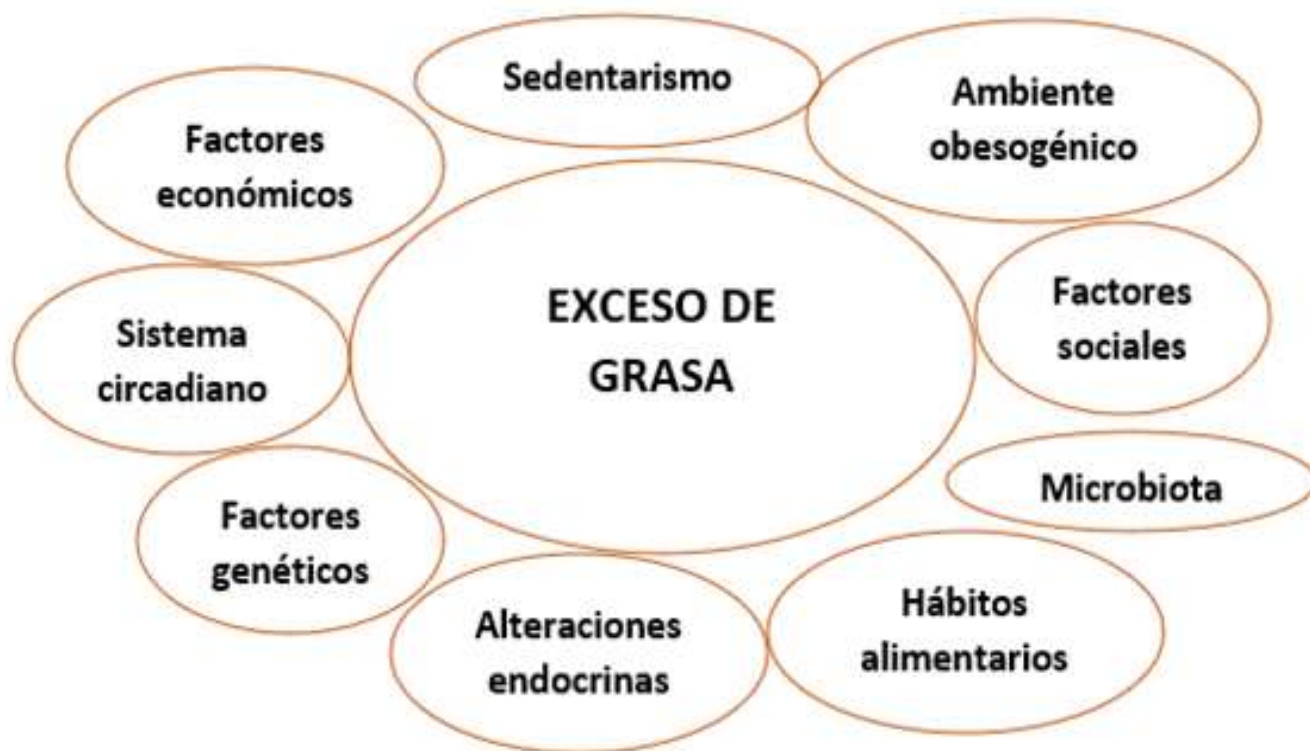 Sedentarismo
Ambiente
obesogénico
Factores
económicos
EXCESO DE
GRASA
Factores
sociales
Sistema
circadiano
Microbiota
Factores
genéticos
Hábitos
alimentarios
Alteraciones
endocrinas